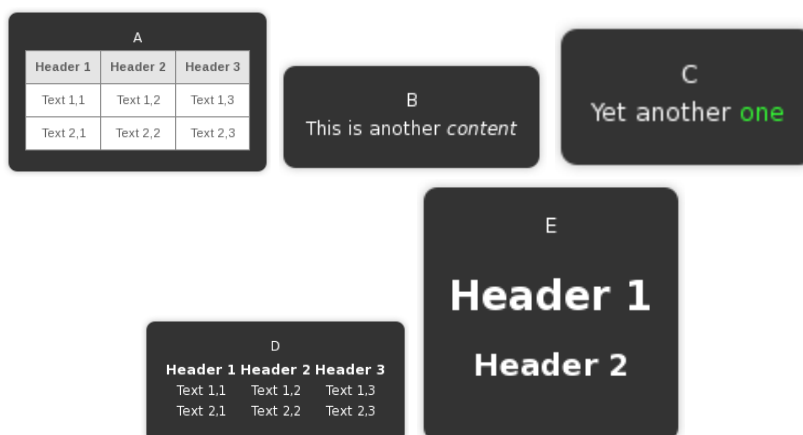 A
Header 1 Header 2 Header 3
Text 1,1 Text 1,2 Text 1,3
Text 2,1 Text 2,2 Text 2,3
B
This is another content
C
Yet another one
D
Header 1 Header 2 Header 3
Text 1,1 Text 1,2 Text 1,3
Text 2,1 Text 2,2 Text 2,3
E
Header 1
Header 2